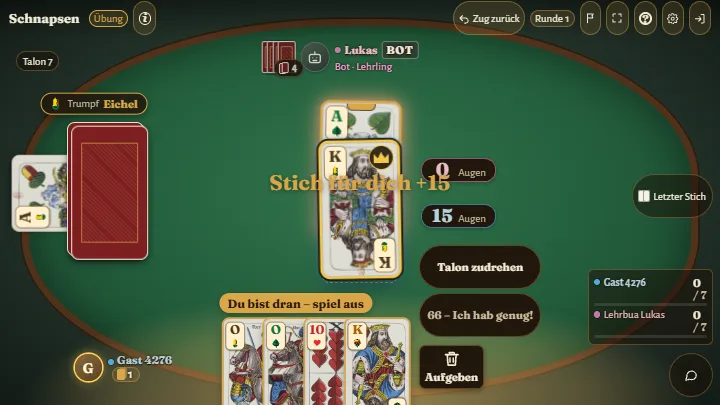 Schnapsen
Übung
Zug zurück
Runde 1
Talon 7
Lukas BOT
Bot · Lehrling
4
Trumpf Eichel
A
A
K
K
Stich für dich +15
0 Augen
15 Augen
Letzter Stich
Talon zudrehen
66 – Ich hab genug!
Aufgeben
Gast 4276
0
/ 7
Lehrbua Lukas
0
/ 7
Du bist dran – spiel aus
O
O
10
K
G
Gast 4276
1